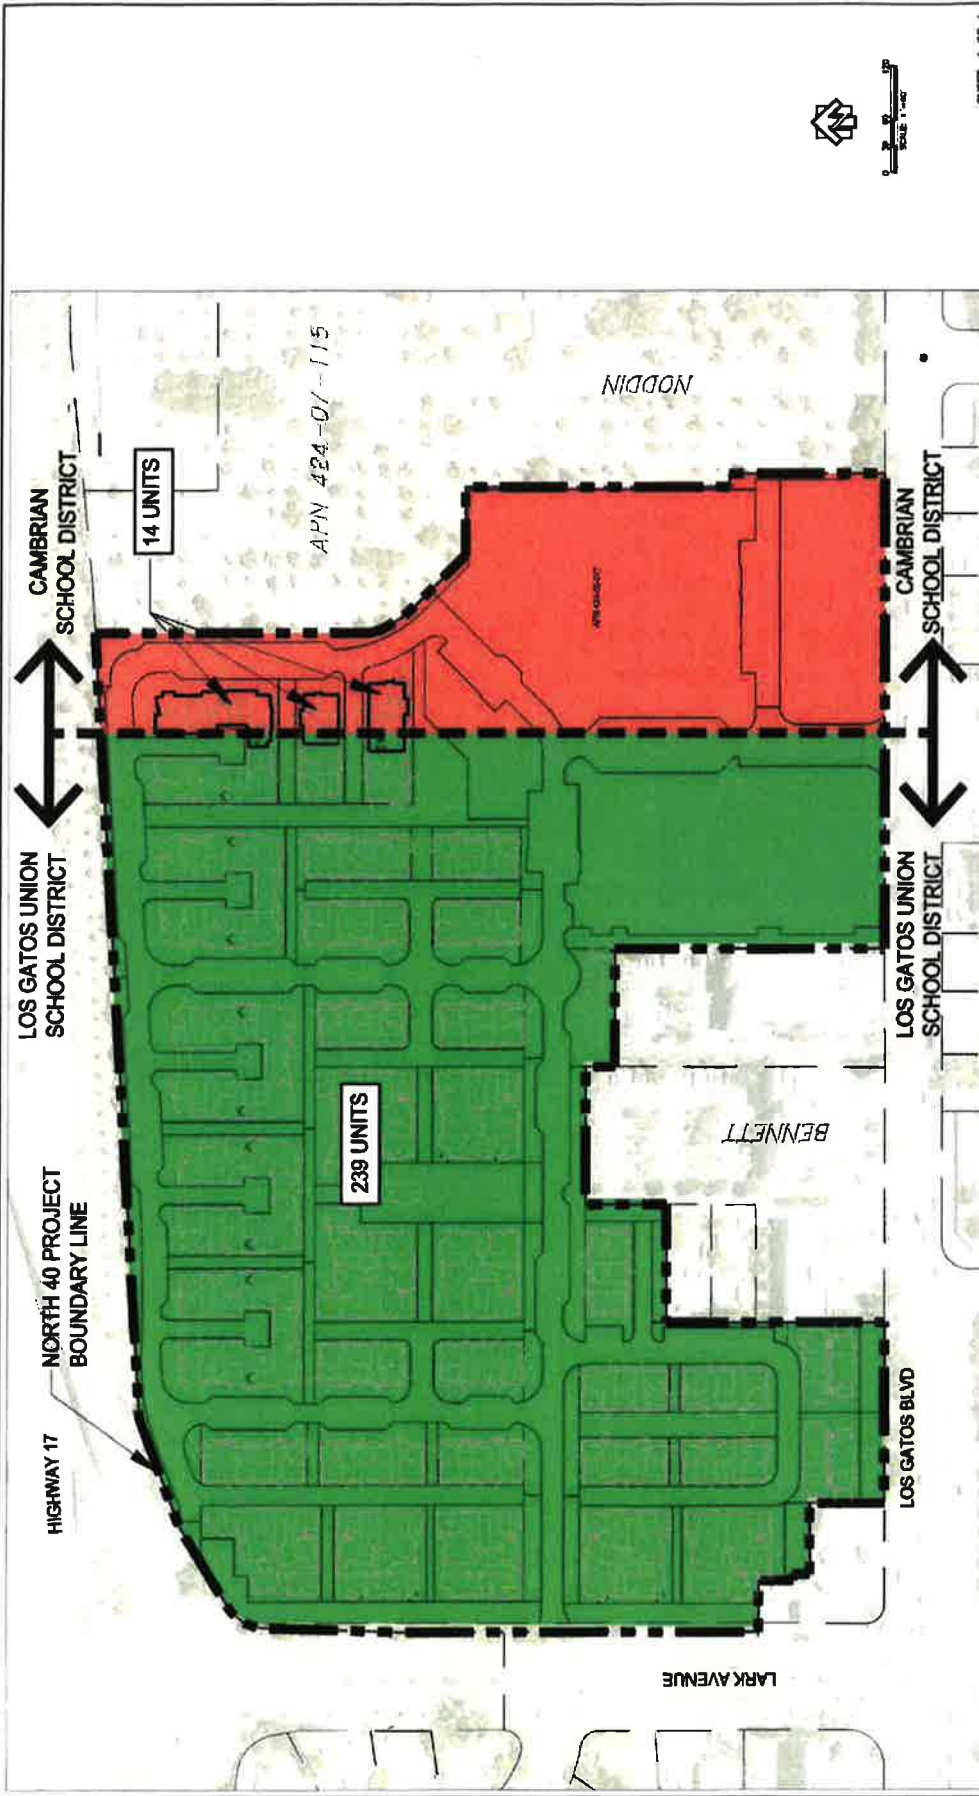 CAMBRIAN
SCHOOL DISTRICT
14 UNITS
APN 424-07-115
NODDIN
LOS GATOS UNION
SCHOOL DISTRICT
CAMBRIAN
SCHOOL DISTRICT
NORTH 40 PROJECT
BOUNDARY LINE
HIGHWAY 17
239 UNITS
BENNETT
LOS GATOS UNION
SCHOOL DISTRICT
LOS GATOS BLVD
LARK AVENUE